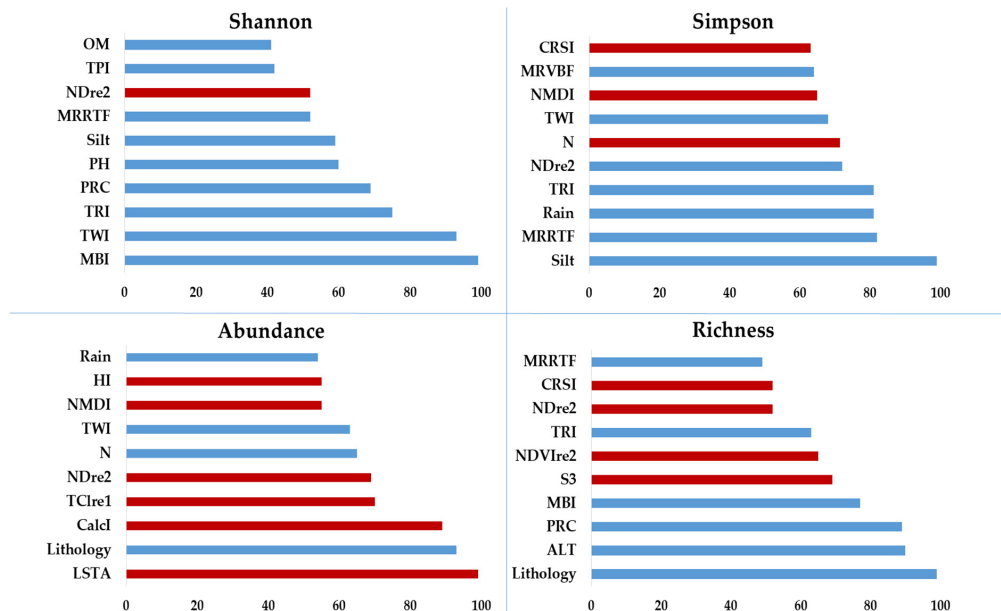 Shannon
OM
TPI
NDre2
MRRTF
Silt
PH
PRC
TRI
TWI
MBI
0 20 40 60 80 100
Simpson
CRSI
MRVBF
NMDI
TWI
N
NDre2
TRI
Rain
MRRTF
Silt
0 20 40 60 80 100
Abundance
Rain
HI
NMDI
TWI
N
NDre2
TCIre1
CalcI
Lithology
LSTA
0 20 40 60 80 100
Richness
MRRTF
CRSI
NDre2
TRI
NDVIre2
S3
MBI
PRC
ALT
Lithology
0 20 40 60 80 100